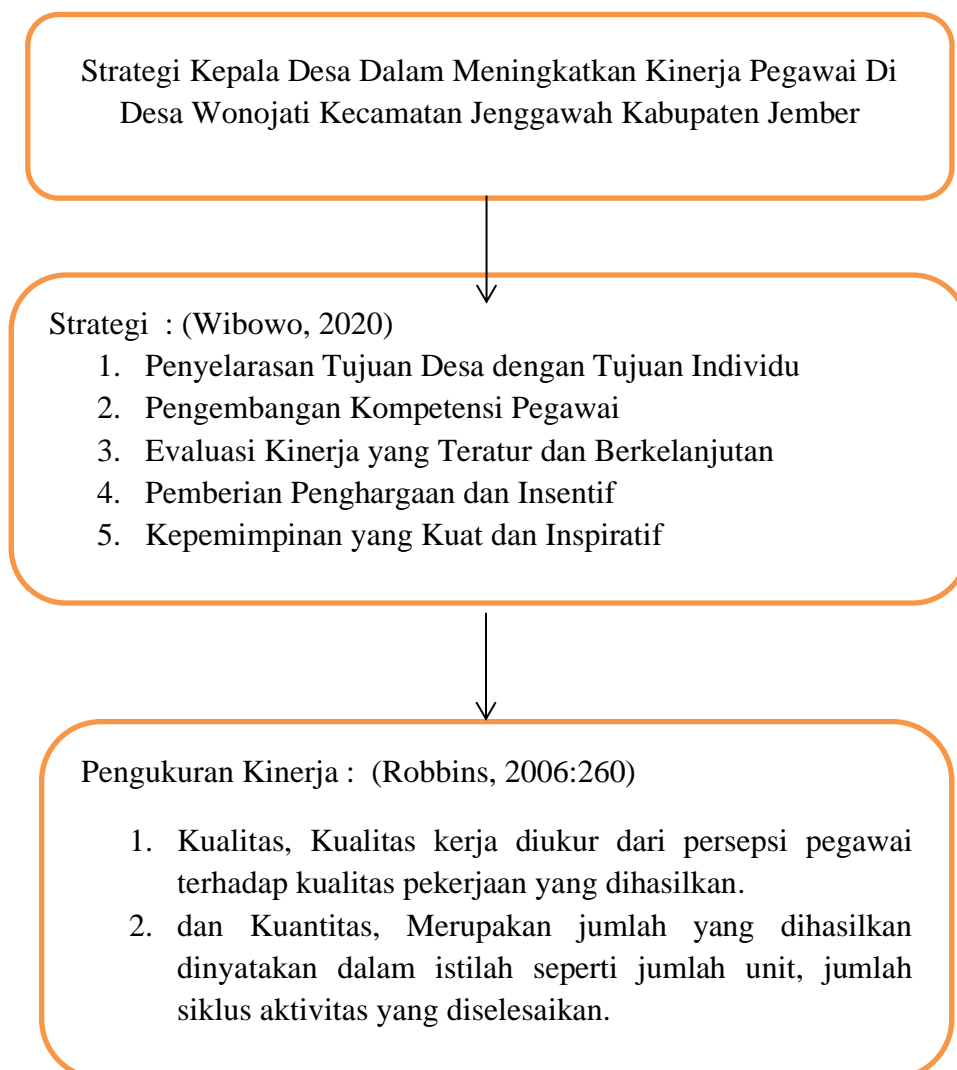 Strategi Kepala Desa Dalam Meningkatkan Kinerja Pegawai Di
Desa Wonojati Kecamatan Jenggawah Kabupaten Jember
Strategi : (Wibowo, 2020)
1. Penyelarasan Tujuan Desa dengan Tujuan Individu
2. Pengembangan Kompetensi Pegawai
3. Evaluasi Kinerja yang Teratur dan Berkelanjutan
4. Pemberian Penghargaan dan Insentif
5. Kepemimpinan yang Kuat dan Inspiratif
Pengukuran Kinerja : (Robbins, 2006:260)
1. Kualitas, Kualitas kerja diukur dari persepsi pegawai
terhadap kualitas pekerjaan yang dihasilkan.
2. dan Kuantitas, Merupakan jumlah yang dihasilkan
dinyatakan dalam istilah seperti jumlah unit, jumlah
siklus aktivitas yang diselesaikan.